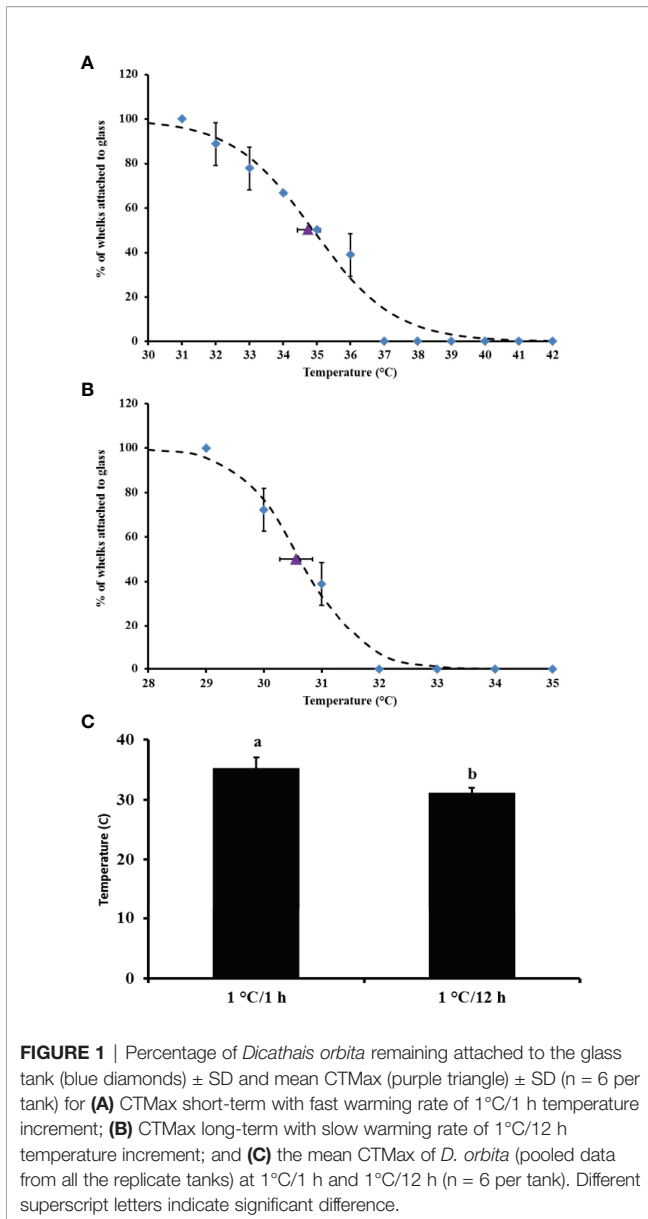 A
% of whelks attached to glass
120
100
80
60
40
20
0
30 31 32 33 34 35 36 37 38 39 40 41 42
Temperature (°C)
B
% of whelks attached to glass
120
100
80
60
40
20
0
28 29 30 31 32 33 34 35
Temperature (°C)
C
Temperature (C)
40
30
20
10
0
a
b
1 °C/1 h 1 °C/12 h
FIGURE 1 | Percentage of Dicathais orbita remaining attached to the glass
tank (blue diamonds) ± SD and mean CTMax (purple triangle) ± SD (n = 6 per
tank) for (A) CTMax short-term with fast warming rate of 1°C/1 h temperature
increment; (B) CTMax long-term with slow warming rate of 1°C/12 h
temperature increment; and (C) the mean CTMax of D. orbita (pooled data
from all the replicate tanks) at 1°C/1 h and 1°C/12 h (n = 6 per tank). Different
superscript letters indicate significant difference.